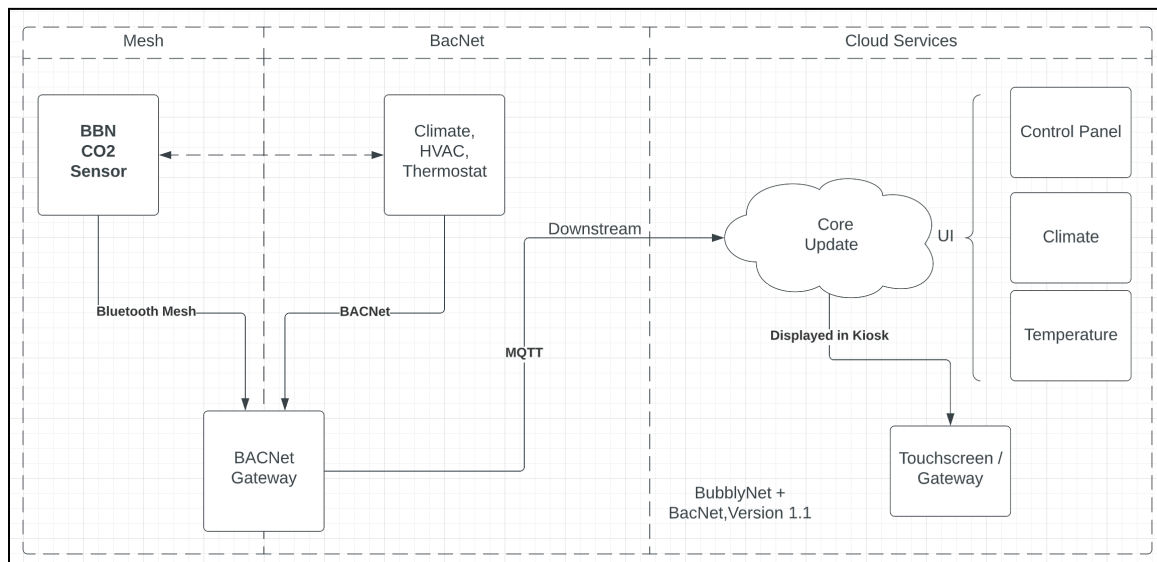 Mesh
BacNet
Cloud Services
BBN
CO2
Sensor
Climate,
HVAC,
Thermostat
Control Panel
Downstream
Core
Update
UI
Climate
Bluetooth Mesh
BACNet
MQTT
Displayed in Kiosk
Temperature
BACNet
Gateway
Touchscreen /
Gateway
BubblyNet +
BacNet,Version 1.1